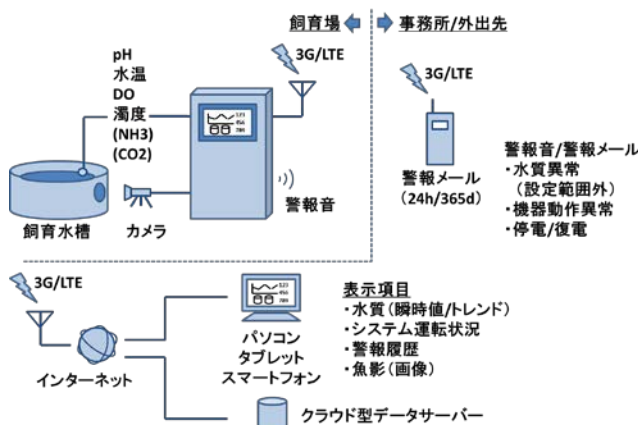 飼育場
事務所/外出先
3G/LTE
pH
水温
DO
濁度
(NH3)
(CO2)
123
456
789
警報音
飼育水槽
カメラ
3G/LTE
警報メール
(24h/365d)
警報音/警報メール
・水質異常
(設定範囲外)
・機器動作異常
・停電/復電
3G/LTE
インターネット
123
456
789
パソコン
タブレット
スマートフォン
表示項目
・水質(瞬時値/トレンド)
・システム運転状況
・警報履歴
・魚影(画像)
クラウド型データサーバー